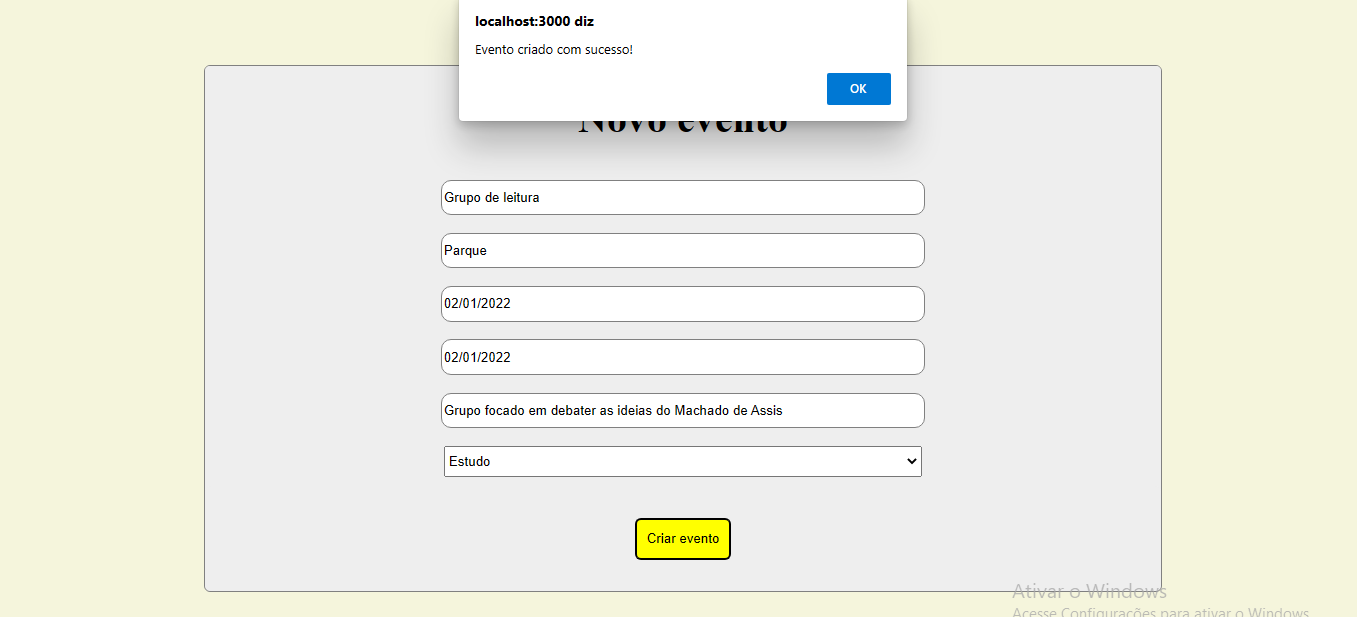 localhost:3000 diz
Evento criado com sucesso!
OK
Novo evento
Grupo de leitura
Parque
02/01/2022
02/01/2022
Grupo focado em debater as ideias do Machado de Assis
Estudo
Criar evento
Ativar o Windows
Acesse Configurações para ativar o Windows.